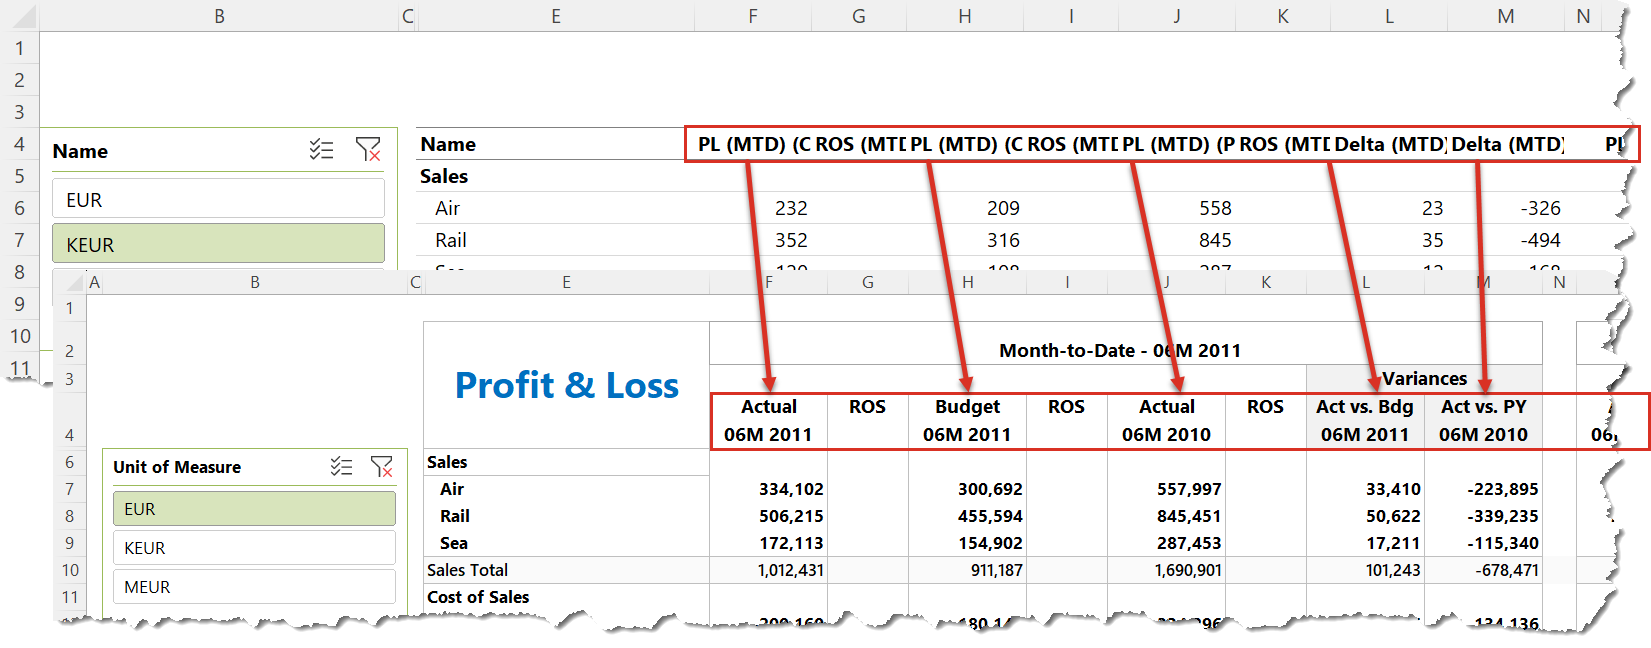 B C E F G H I J K L M N
1
2
3
4 Name Name PL (MTD) (C ROS (MTD PL (MTD) (C ROS (MTD PL (MTD) (P ROS (MTD Delta (MTD) Delta (MTD) PL
5 Sales
6 EUR Air 232 209 558 23 -326
7 KEUR Rail 352 316 845 35 -494
8
9
10
11
A B C E F G H I J K L M N
1
2 Month-to-Date - 06M 2011
3 Profit & Loss Variances
Actual ROS Budget ROS Actual ROS Act vs. Bdg Act vs. PY
4 06M 2011 06M 2011 06M 2010 06M 2011 06M 2010
6 Unit of Measure Sales
7 Air 334,102 300,692 557,997 33,410 -223,895
8 EUR Rail 506,215 455,594 845,451 50,622 -339,235
9 KEUR Sea 172,113 154,902 287,453 17,211 -115,340
10 MEUR Sales Total 1,012,431 911,187 1,690,901 101,243 -678,471
11 Cost of Sales